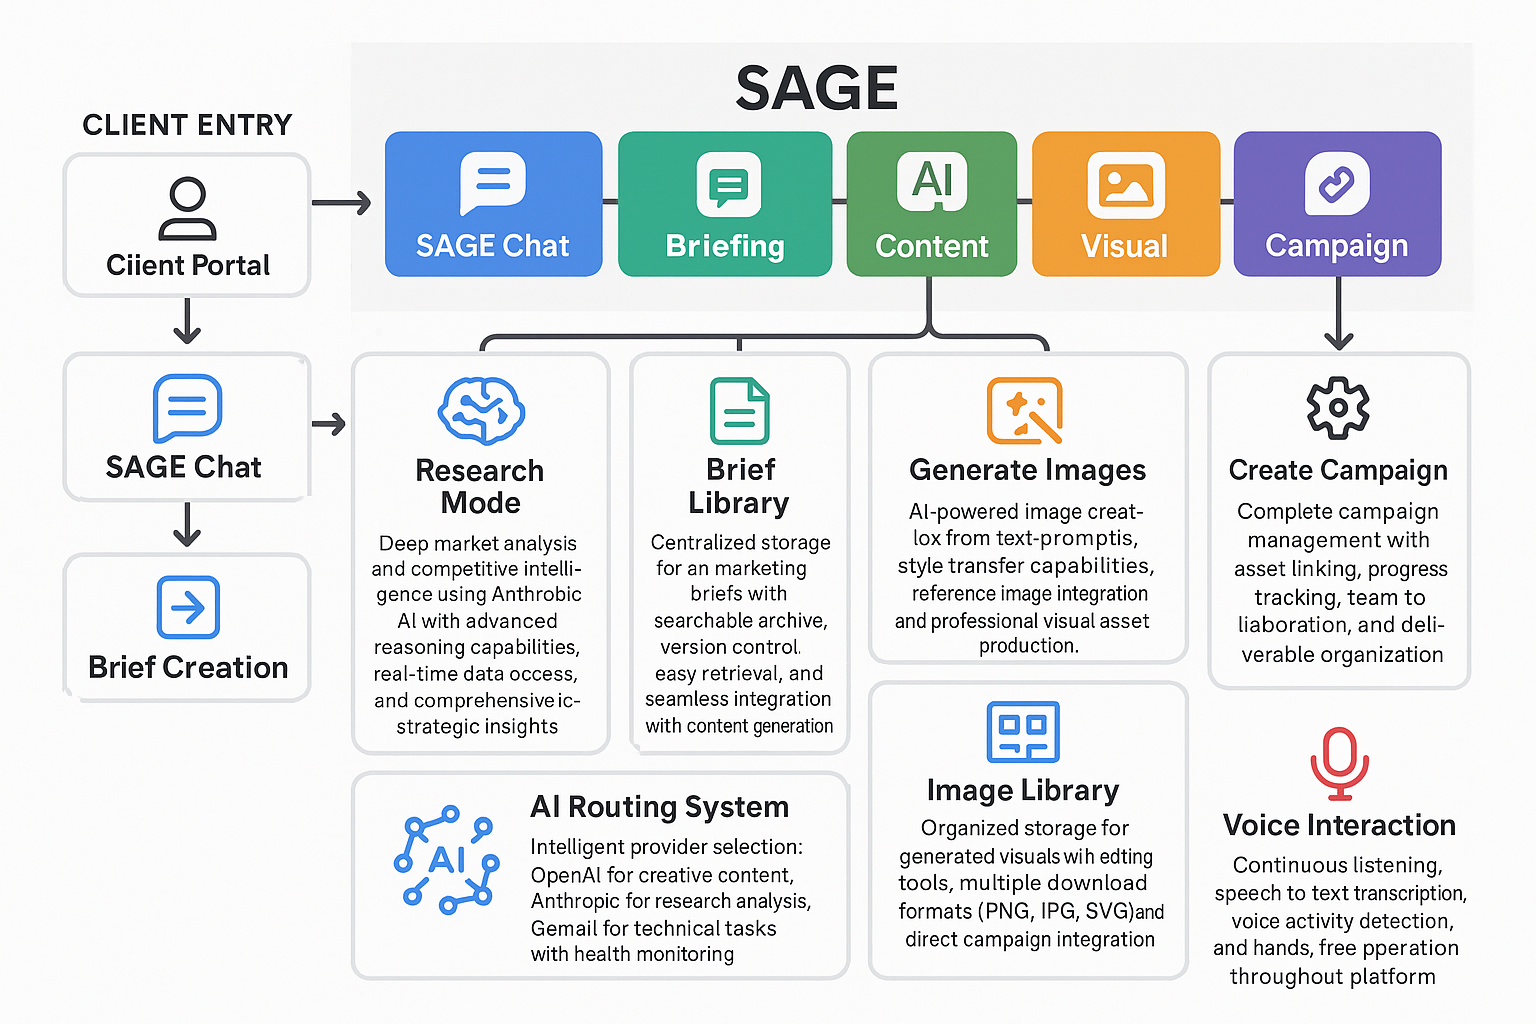 SAGE
CLIENT ENTRY
Ciient Portal
SAGE Chat
Briefing
AI
Content
Visual
Campaign
SAGE Chat
Brief Creation
Research
Mode
Deep market analysis
and competitive intelli-
gence using Anthrobic
AI with advanced
reasoning capabilities,
real-time data occess,
and comprehensive ic-
strategic insights
Brief
Library
Centralized storage
for an marketing
briefs with
searchable archive,
version control.
easy retrieval, and
seamless integration
with content generation
Generate Images
AI-powered image creat-
lox from text-promptis,
style transfer capabilities,
reference image integration
and professional visual asset
production.
Create Campaign
Complete campaign
management with
asset linking, progress
tracking, team to
liaboration, and deli-
verable organization
AI
AI Routing System
Intelligent provider selection:
OpenAI for creative content,
Anthropic for research analysis,
Gemail for technical tasks
with health monitoring
Image Library
Organized storage for
generated visuals wih edting
tools, multiple download
formats (PNG, IPG, SVG)and
direct campaign integration
Voice Interaction
Continuous listening,
speech to text transcription,
voice activity detection,
and hands, free pperation
throughout platform